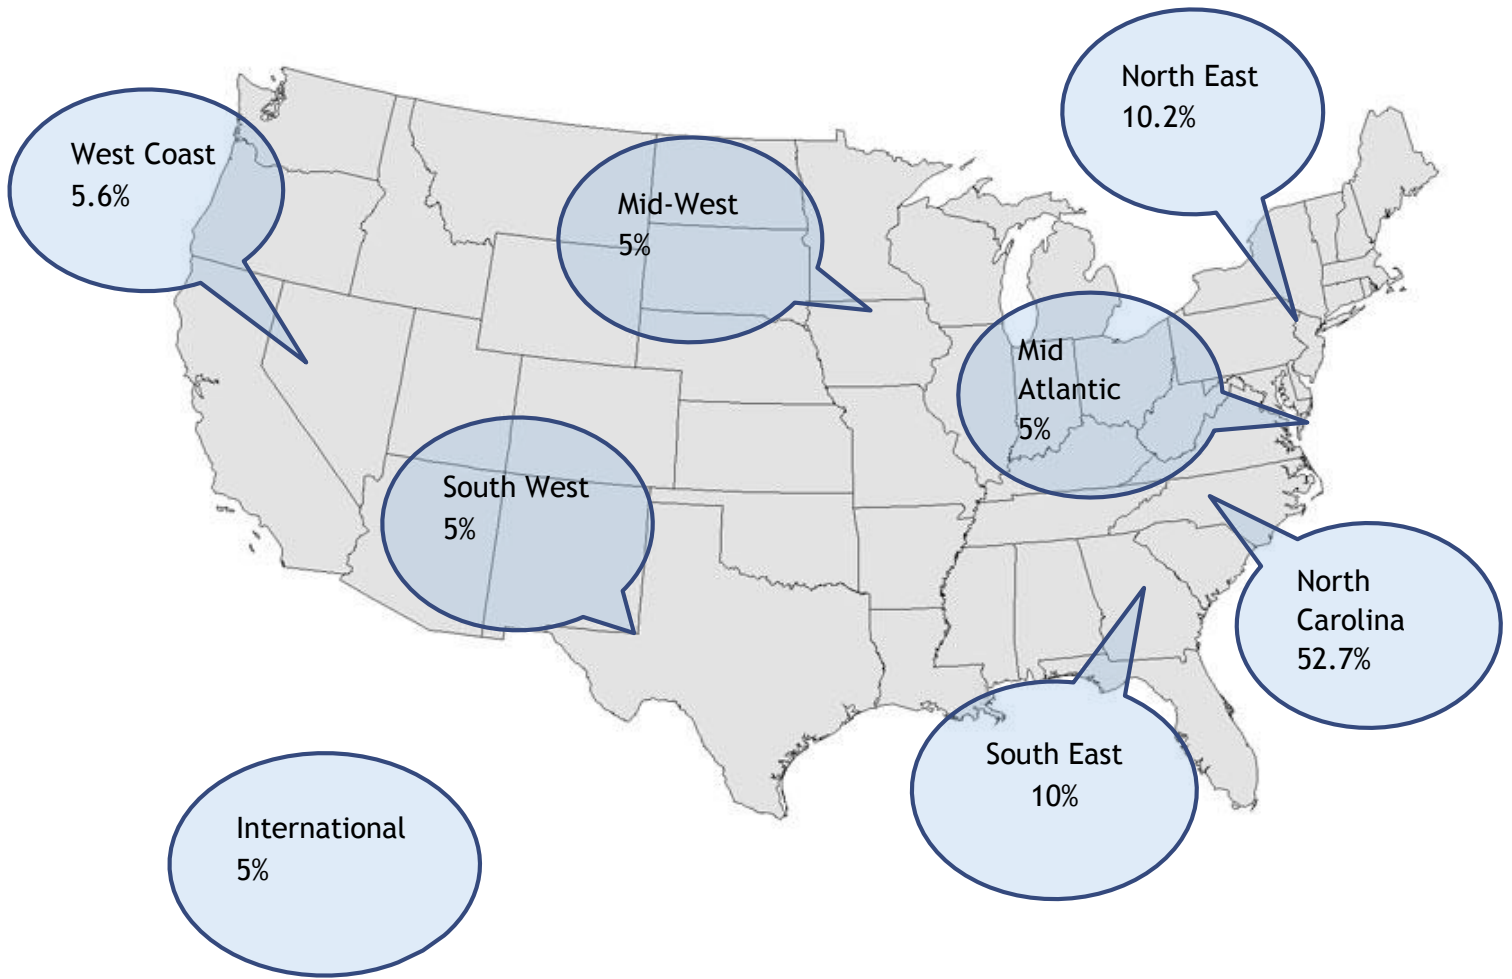 North East
10.2%
West Coast
5.6%
Mid-West
5%
Mid
Atlantic
5%
South West
5%
North
Carolina
52.7%
South East
10%
International
5%